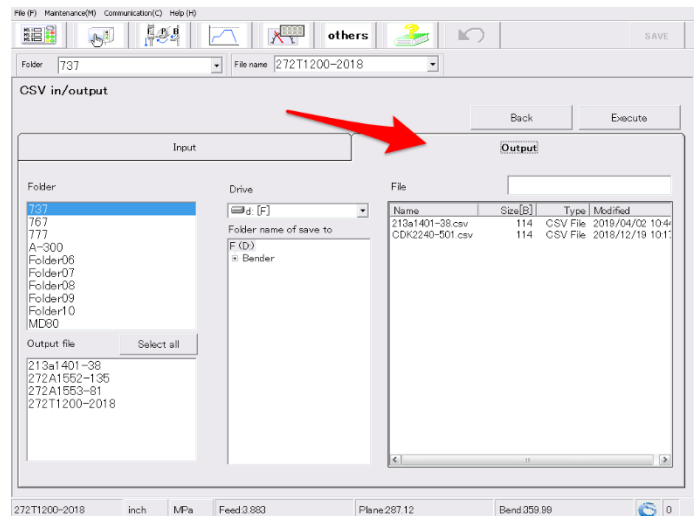 File (F) Maintenance(M) Communication(C) Help (H)
others
SAVE
Folder 737 File name 272T1200-2018
CSV in/output
Back Execute
Input Output
Folder
737
767
777
A-300
Folder06
Folder07
Folder08
Folder09
Folder10
MD80
Output file Select all
213a1401-38
272A1552-135
272A1553-81
272T1200-2018
Drive
d: [F]
Folder name of save to
F (D:)
Bender
File
Name Size[B] Type Modified
213a1401-38.csv 114 CSV File 2019/04/02 10:44
CDK2240-501.csv 114 CSV File 2018/12/19 10:17
272T1200-2018 inch MPa Feed:3.883 Plane:287.12 Bend:359.99 0